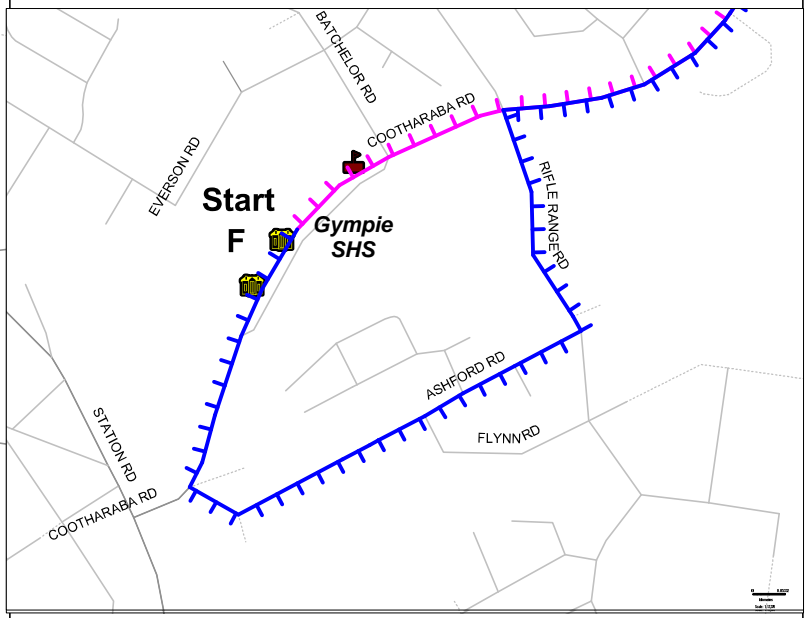 BATCHELOR RD
COOTHARABA RD
EVERSON RD
Start
F
Gympie
SHS
RIFLE RANGE RD
ASHFORD RD
FLYNN RD
STATION RD
COOTHARABA RD